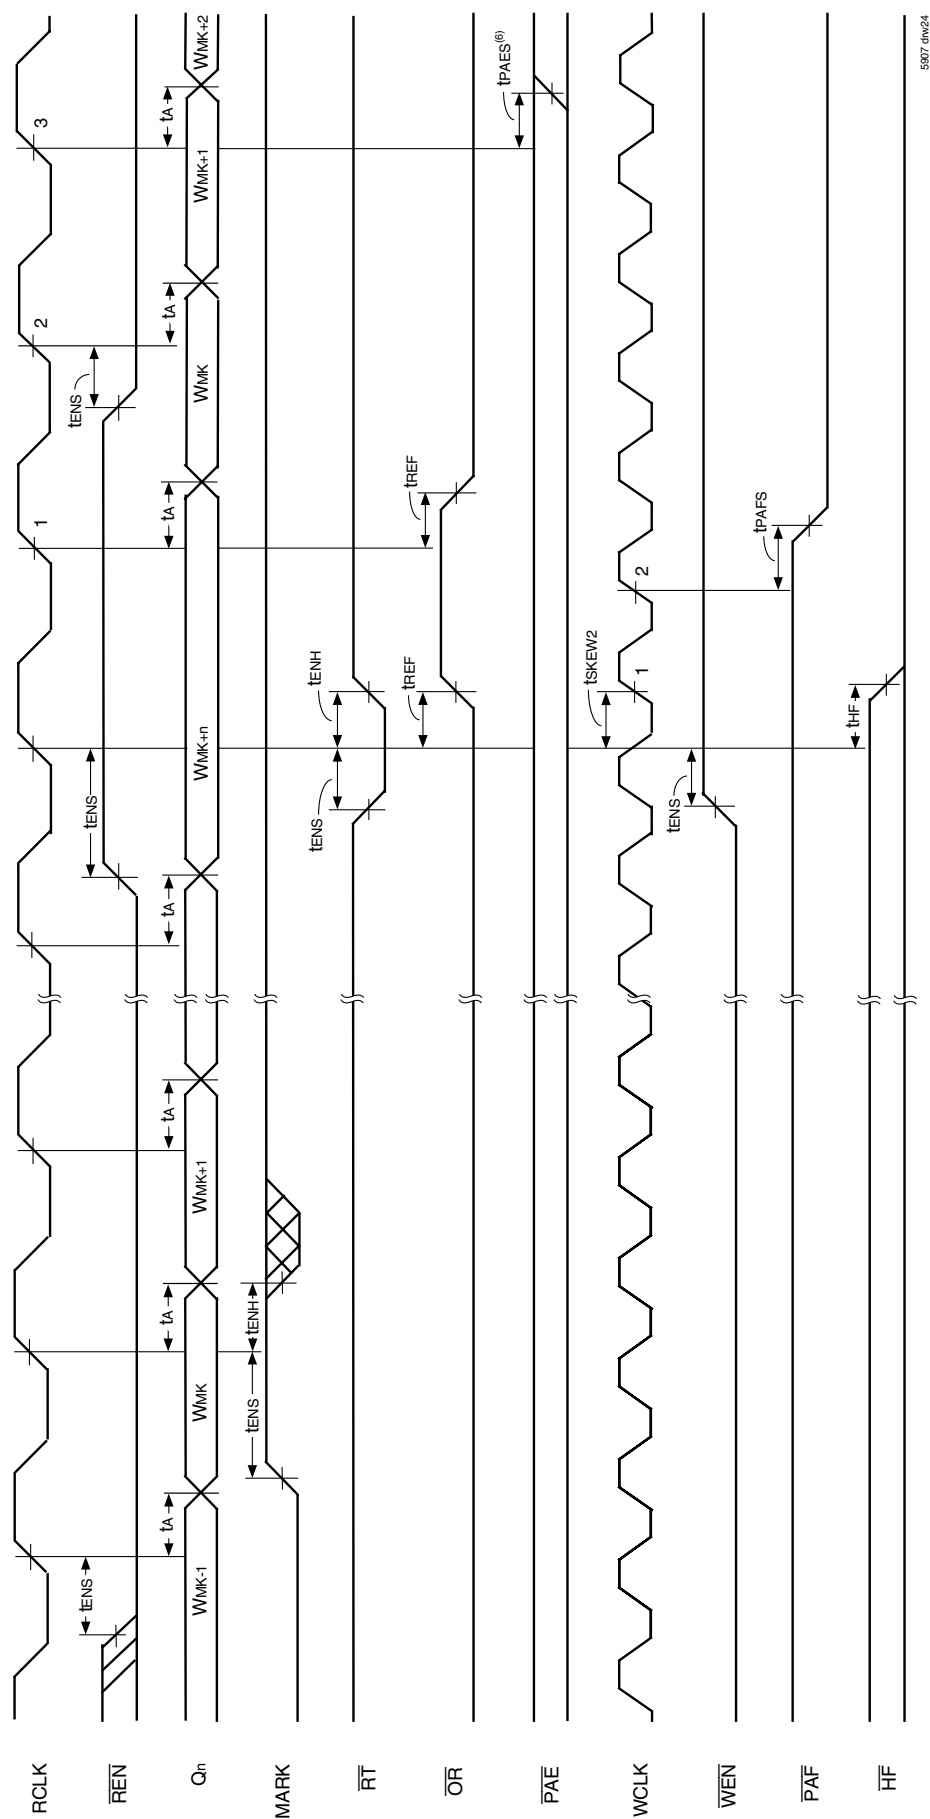 RCLK
1
2
3
REN
tENS
tENS
tENS
tA
tA
tA
tA
tA
tA
tA
Qn
WMK-1
WMK
WMK+1
WMK+n
WMK
WMK+1
WMK+2
MARK
tENS
tENH
RT
tENS
tENH
OR
tREF
tREF
PAE
tPAES(6)
WCLK
tSKEW2
1
2
WEN
tENS
PAF
tPAFS
HF
tHF
5907 drw24